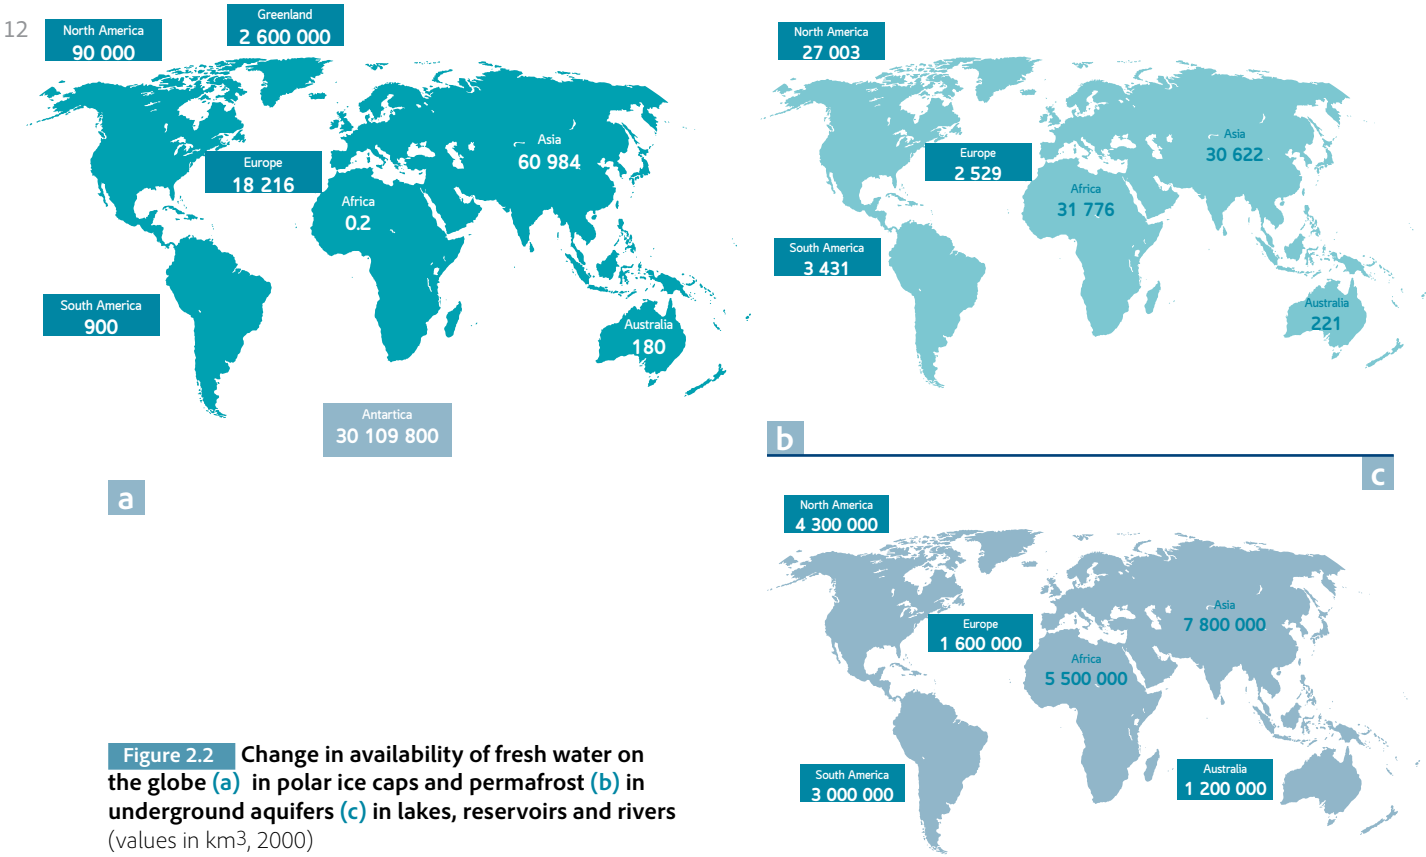 12
North America
90 000
Greenland
2 600 000
Europe
18 216
Asia
60 984
Africa
0.2
South America
900
Australia
180
Antartica
30 109 800
a
North America
27 003
Europe
2 529
Asia
30 622
Africa
31 776
South America
3 431
Australia
221
b
c
North America
4 300 000
Europe
1 600 000
Asia
7 800 000
Africa
5 500 000
South America
3 000 000
Australia
1 200 000
Figure 2.2 Change in availability of fresh water on
the globe (a) in polar ice caps and permafrost (b) in
underground aquifers (c) in lakes, reservoirs and rivers
(values in km3, 2000)